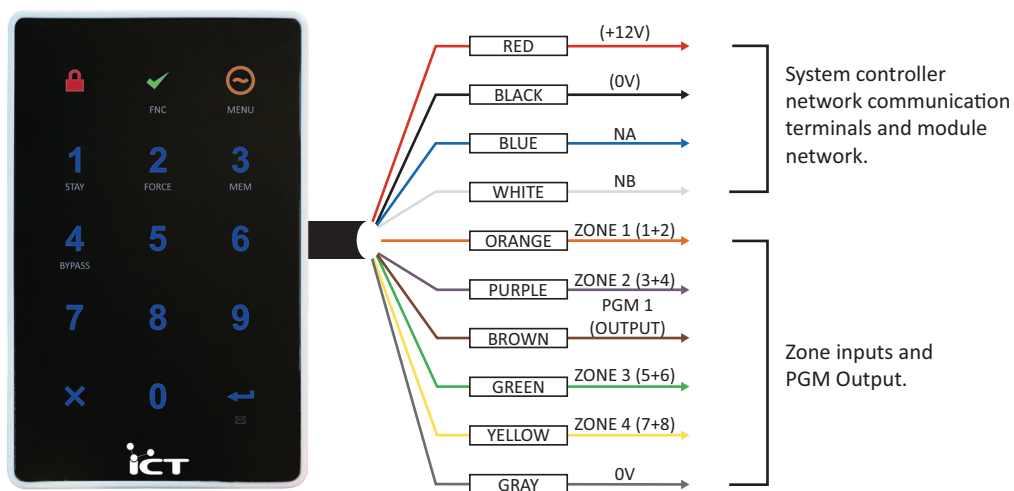 FNC
MENU
1
2
3
STAY
FORCE
MEM
4
5
6
BYPASS
7
8
9
0
ict
RED
(+12V)
BLACK
(0V)
BLUE
NA
WHITE
NB
ORANGE
ZONE 1 (1+2)
PURPLE
ZONE 2 (3+4)
BROWN
PGM 1
(OUTPUT)
GREEN
ZONE 3 (5+6)
YELLOW
ZONE 4 (7+8)
GRAY
0V
System controller
network communication
terminals and module
network.
Zone inputs and
PGM Output.